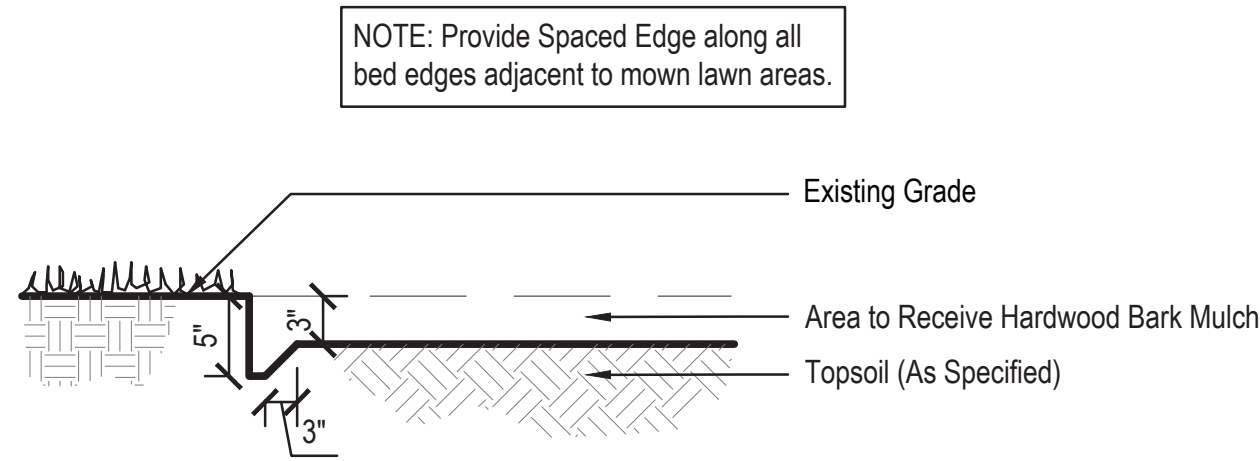 NOTE: Provide Spaced Edge along all
bed edges adjacent to mown lawn areas.
Existing Grade
5"
3"
Area to Receive Hardwood Bark Mulch
Topsoil (As Specified)
3"